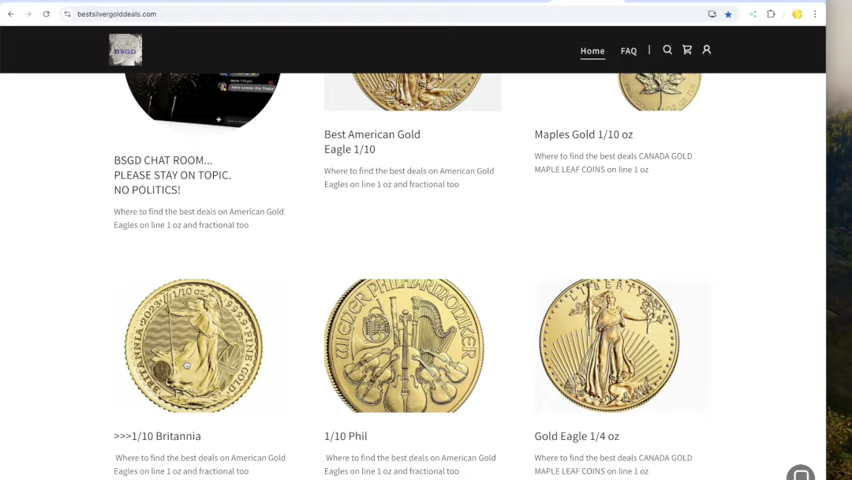 bestsilvergolddeals.com
BSGD
Home
FAQ
BSGD CHAT ROOM...
PLEASE STAY ON TOPIC.
NO POLITICS!
Where to find the best deals on American Gold
Eagles on line 1 oz and fractional too
Best American Gold
Eagle 1/10
Where to find the best deals on American Gold
Eagles on line 1 oz and fractional too
Maples Gold 1/10 oz
Where to find the best deals CANADA GOLD
MAPLE LEAF COINS on line 1 oz
BRITANNIA · 2023 · 1/10 oz · 999.9 · FINE GOLD
>>>1/10 Britannia
Where to find the best deals on American Gold
Eagles on line 1 oz and fractional too
WIENER PHILHARMONIKER
1/10 Phil
Where to find the best deals on American Gold
Eagles on line 1 oz and fractional too
LIBERTY
Gold Eagle 1/4 oz
Where to find the best deals CANADA GOLD
MAPLE LEAF COINS on line 1 oz